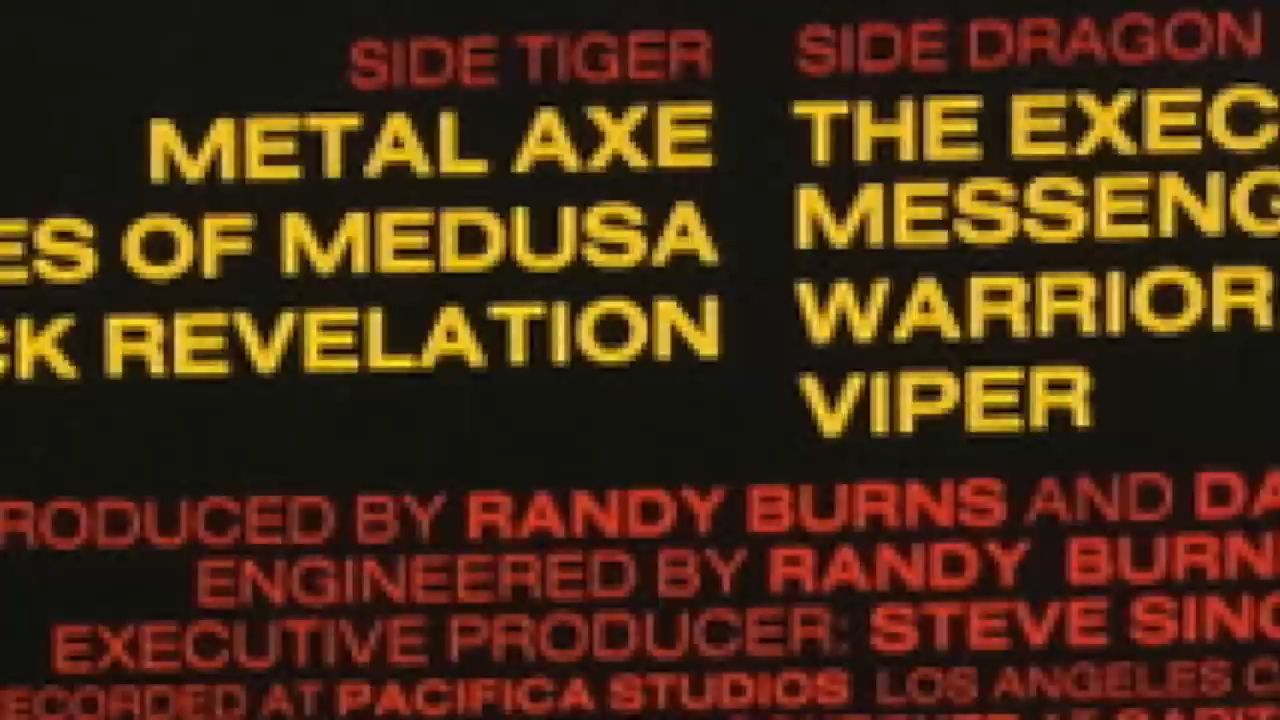 SIDE TIGER
METAL AXE
ES OF MEDUSA
CK REVELATION
SIDE DRAGON
THE EXEC
MESSENG
WARRIOR
VIPER
RODUCED BY RANDY BURNS AND DA
ENGINEERED BY RANDY BURN
EXECUTIVE PRODUCER: STEVE SING
ECORDED AT PACIFICA STUDIOS LOS ANGELES C